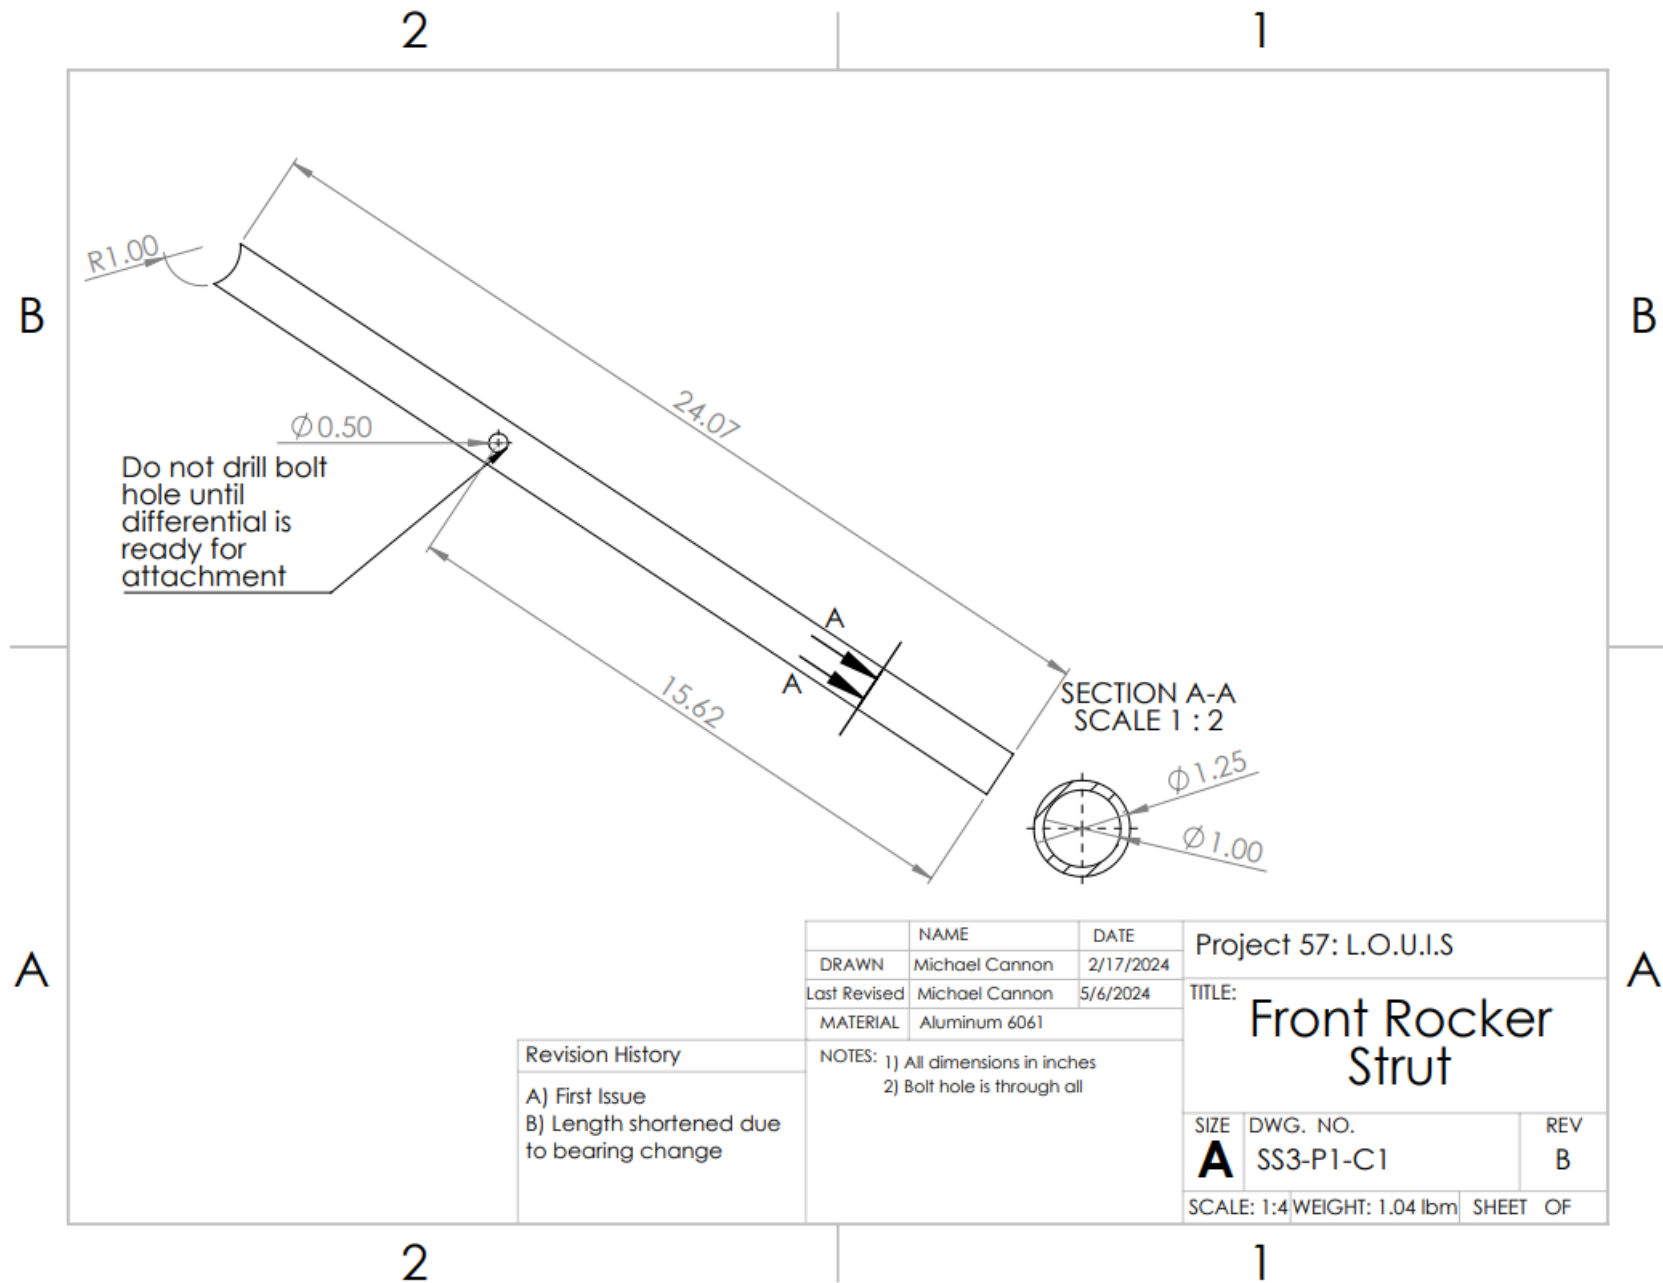 2
1
R1.00
B
B
24.07
Ø0.50
Do not drill bolt
hole until
differential is
ready for
attachment
A
A
15.62
SECTION A-A
SCALE 1 : 2
Ø1.25
Ø1.00
A
A
NAME
DATE
DRAWN
Michael Cannon
2/17/2024
Last Revised
Michael Cannon
5/6/2024
MATERIAL
Aluminum 6061
Project 57: L.O.U.I.S
TITLE:
Front Rocker
Strut
Revision History
A) First Issue
B) Length shortened due
to bearing change
NOTES: 1) All dimensions in inches
2) Bolt hole is through all
SIZE
A
DWG. NO.
SS3-P1-C1
REV
B
SCALE: 1:4
WEIGHT: 1.04 lbm
SHEET OF
2
1